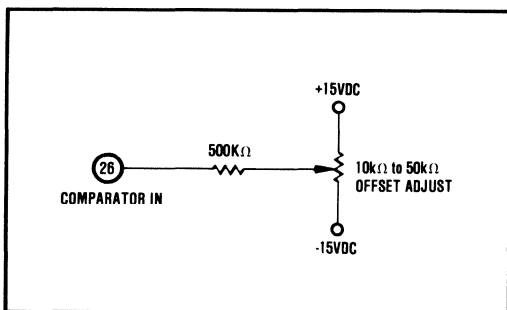 +15VDC
500KΩ
26
10kΩ to 50kΩ
OFFSET ADJUST
COMPARATOR IN
-15VDC